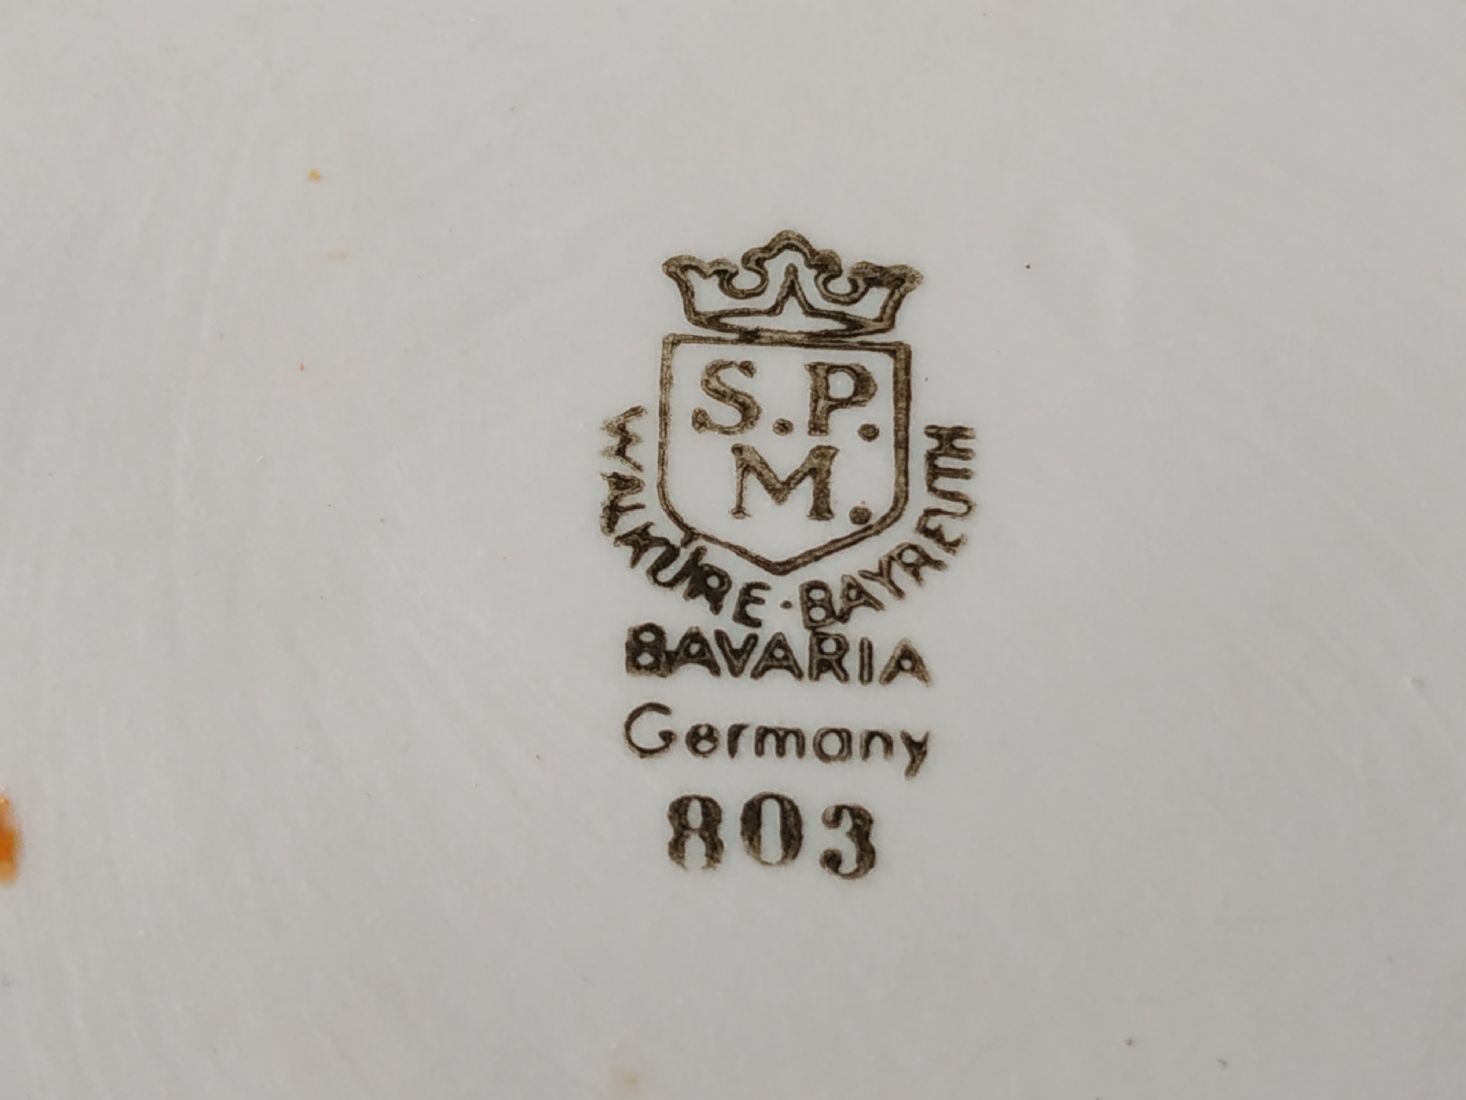 S.P.
M.
WALKÜRE · BAYREUTH
BAVARIA
Germany
803